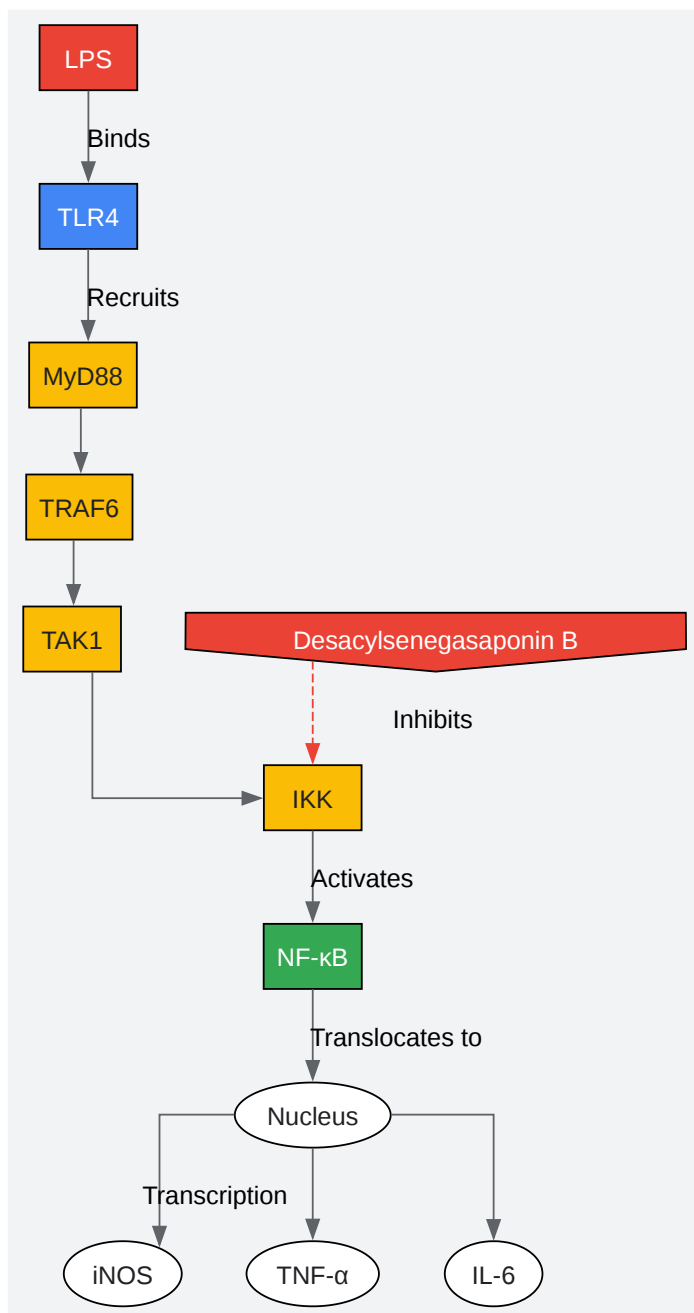 LPS
Binds
TLR4
Recruits
MyD88
TRAF6
TAK1
Desacylsenegasaponin B
Inhibits
IKK
Activates
NF-κB
Translocates to
Nucleus
Transcription
iNOS
TNF-α
IL-6